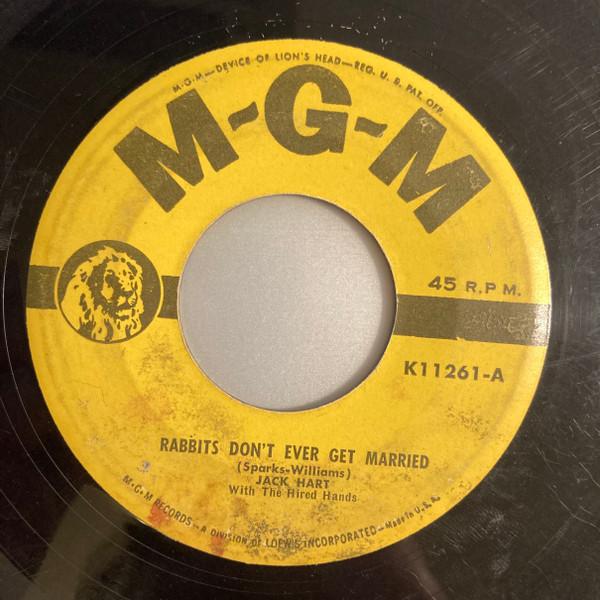 M-G-M—DEVICE OF LION'S HEAD—REG. U. S. PAT. OFF.
M-G-M
45 R.P.M.
K11261-A
RABBITS DON'T EVER GET MARRIED
(Sparks-Williams)
JACK HART
With The Hired Hands
M-G-M RECORDS—A DIVISION OF LOEW'S INCORPORATED—Made in U.S.A.